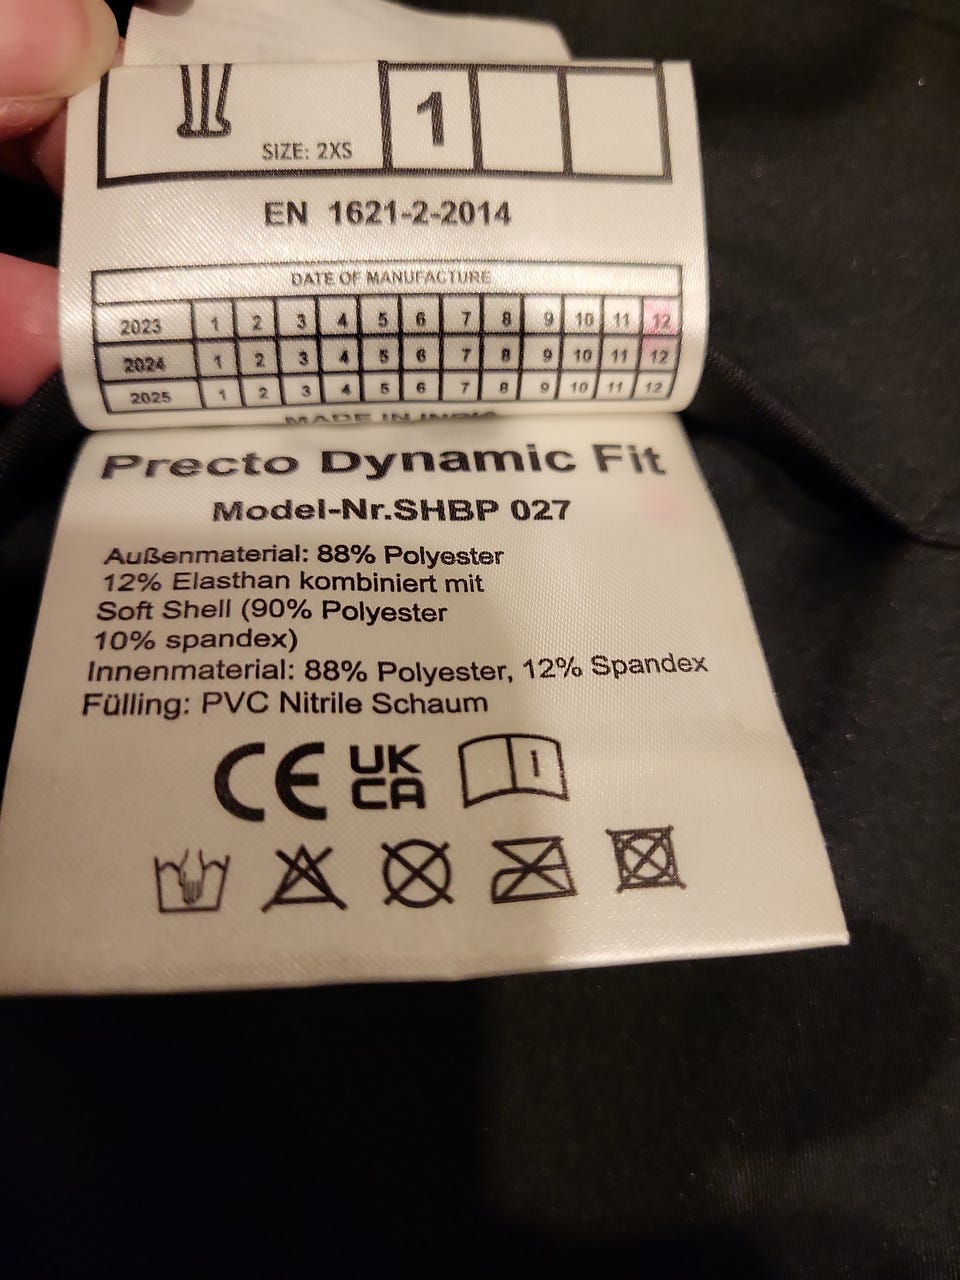 SIZE: 2XS
1
EN 1621-2-2014
DATE OF MANUFACTURE
2023 1 2 3 4 5 6 7 8 9 10 11 12
2024 1 2 3 4 5 6 7 8 9 10 11 12
2025 1 2 3 4 5 6 7 8 9 10 11 12
MADE IN INDIA
Precto Dynamic Fit
Model-Nr.SHBP 027
Außenmaterial: 88% Polyester
12% Elasthan kombiniert mit
Soft Shell (90% Polyester
10% spandex)
Innenmaterial: 88% Polyester, 12% Spandex
Fülling: PVC Nitrile Schaum
CE UK CA i